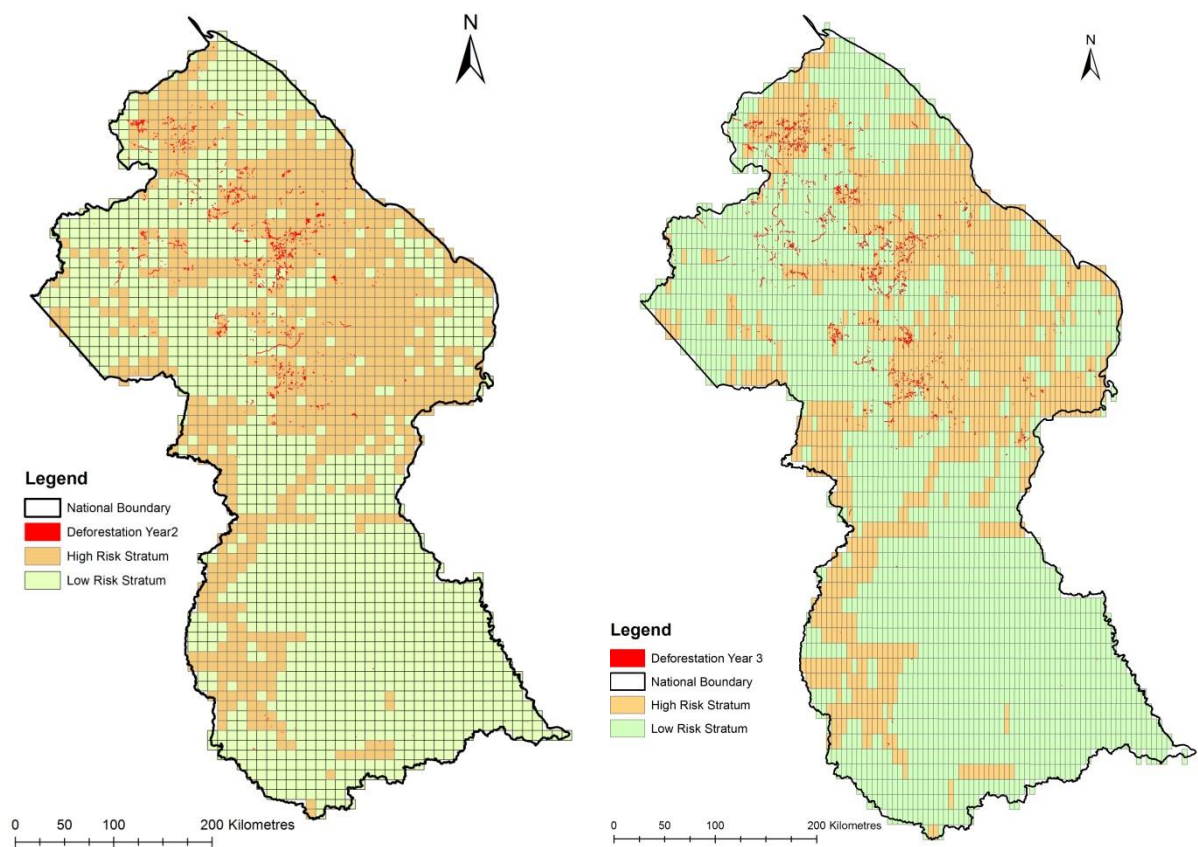 N
Legend
National Boundary
Deforestation Year2
High Risk Stratum
Low Risk Stratum
0 50 100 200 Kilometres
N
Legend
Deforestation Year 3
National Boundary
High Risk Stratum
Low Risk Stratum
0 50 100 200 Kilometres